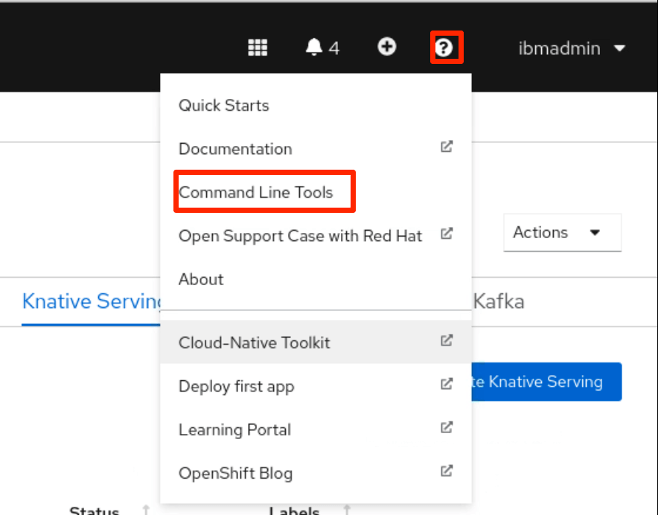 4
ibmadmin
Quick Starts
Documentation
Command Line Tools
Open Support Case with Red Hat
Actions
About
Knative Serving
Kafka
Cloud-Native Toolkit
Deploy first app
te Knative Serving
Learning Portal
OpenShift Blog
Status
Labels